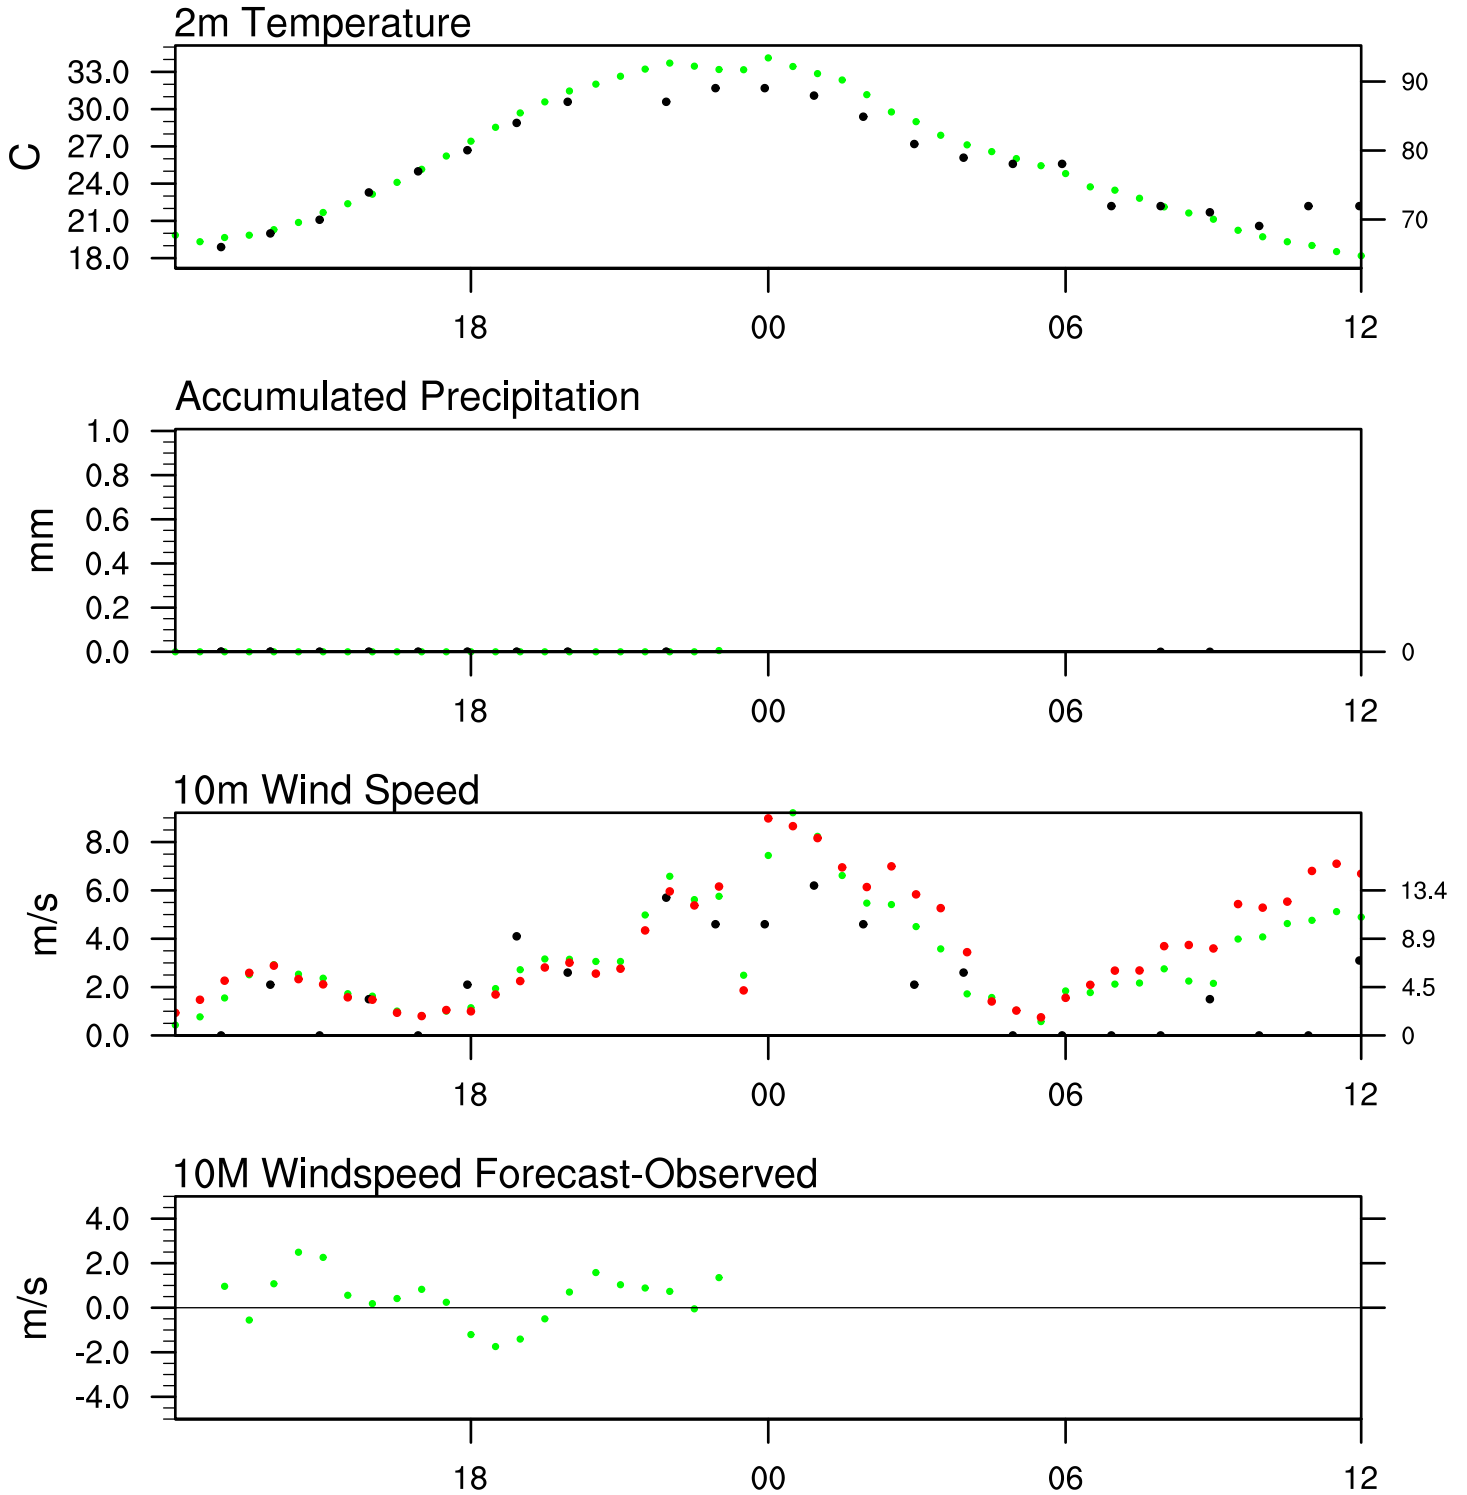 2m Temperature
33.0
30.0
27.0
24.0
21.0
18.0
C
90
80
70
18 00 06 12
Accumulated Precipitation
1.0
0.8
0.6
0.4
0.2
0.0
mm
0
18 00 06 12
10m Wind Speed
8.0
6.0
4.0
2.0
0.0
m/s
13.4
8.9
4.5
0
18 00 06 12
10M Windspeed Forecast-Observed
4.0
2.0
0.0
-2.0
-4.0
m/s
18 00 06 12